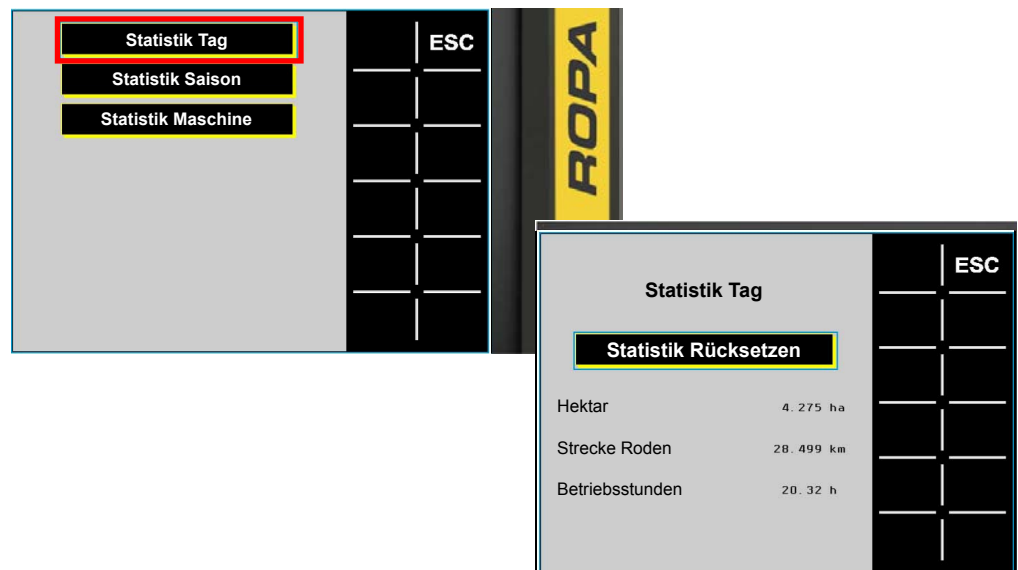 Statistik Tag
ESC
Statistik Saison
Statistik Maschine
ROPA
ESC
Statistik Tag
Statistik Rücksetzen
Hektar 4.275 ha
Strecke Roden 28.499 km
Betriebsstunden 20.32 h